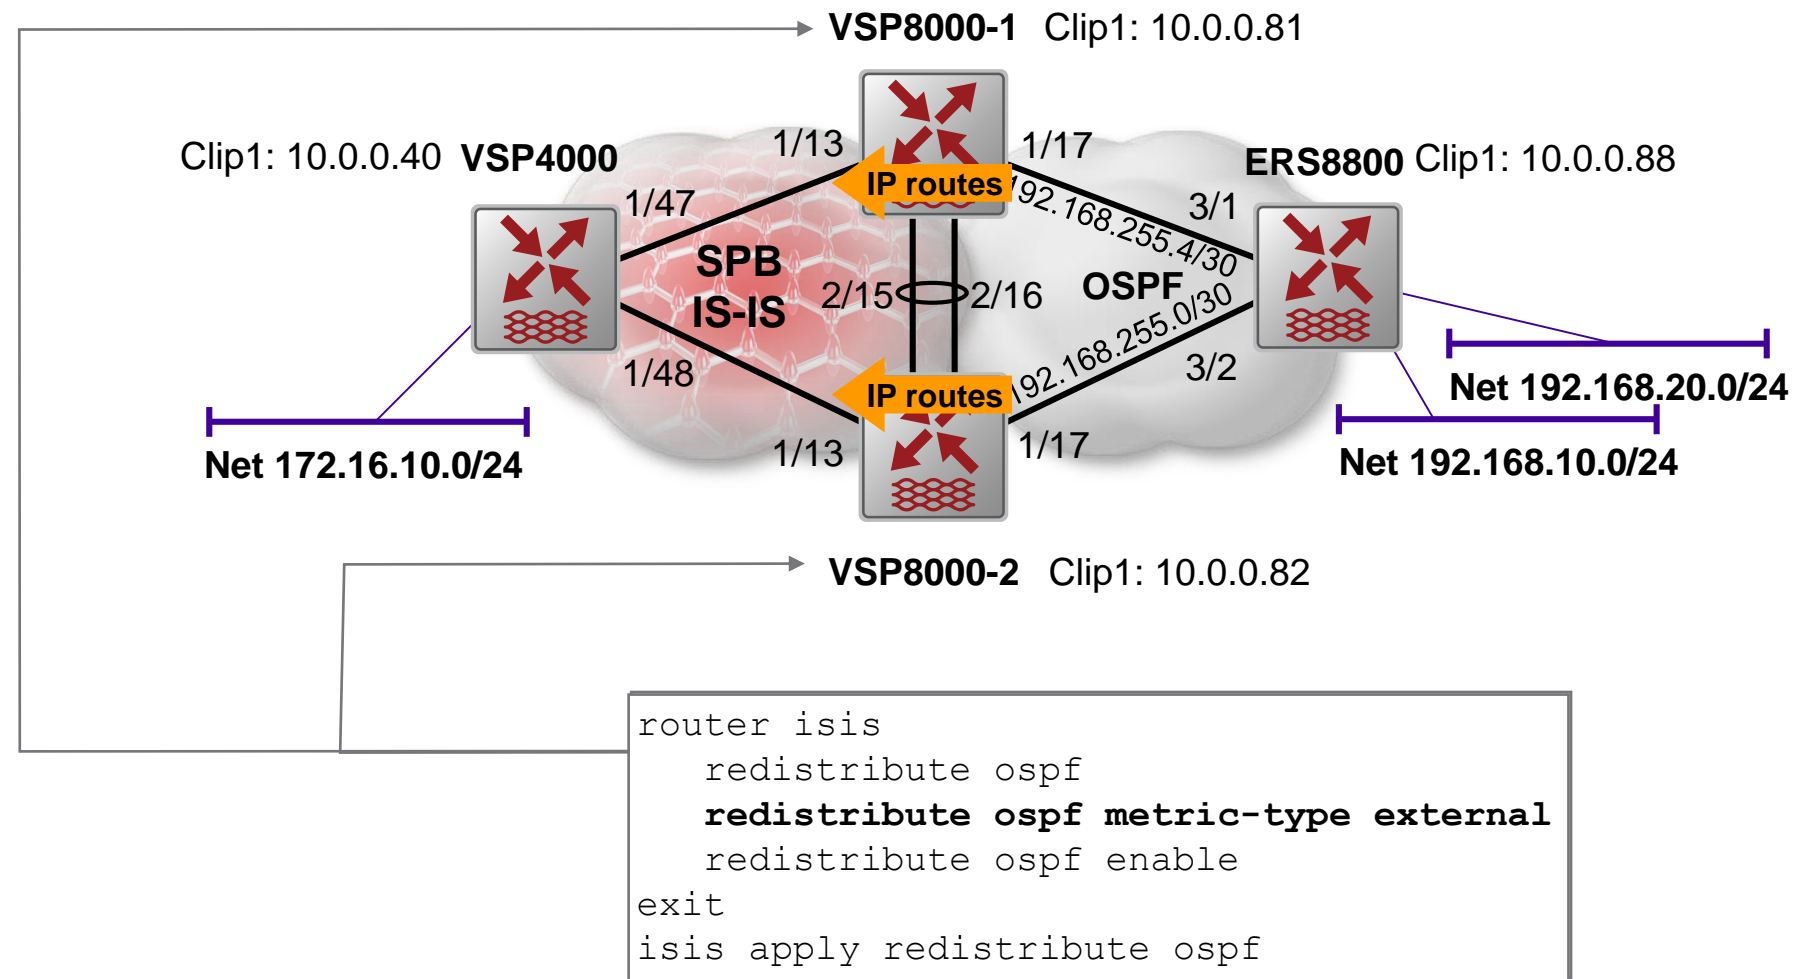 VSP8000-1 Clip1: 10.0.0.81
1/13
1/17
Clip1: 10.0.0.40 VSP4000
ERS8800 Clip1: 10.0.0.88
IP routes
1/47
3/1
192.168.255.4/30
SPB
IS-IS
2/15
2/16
OSPF
192.168.255.0/30
1/48
3/2
IP routes
Net 192.168.20.0/24
1/13
1/17
Net 172.16.10.0/24
Net 192.168.10.0/24
VSP8000-2 Clip1: 10.0.0.82
router isis
redistribute ospf
redistribute ospf metric-type external
redistribute ospf enable
exit
isis apply redistribute ospf